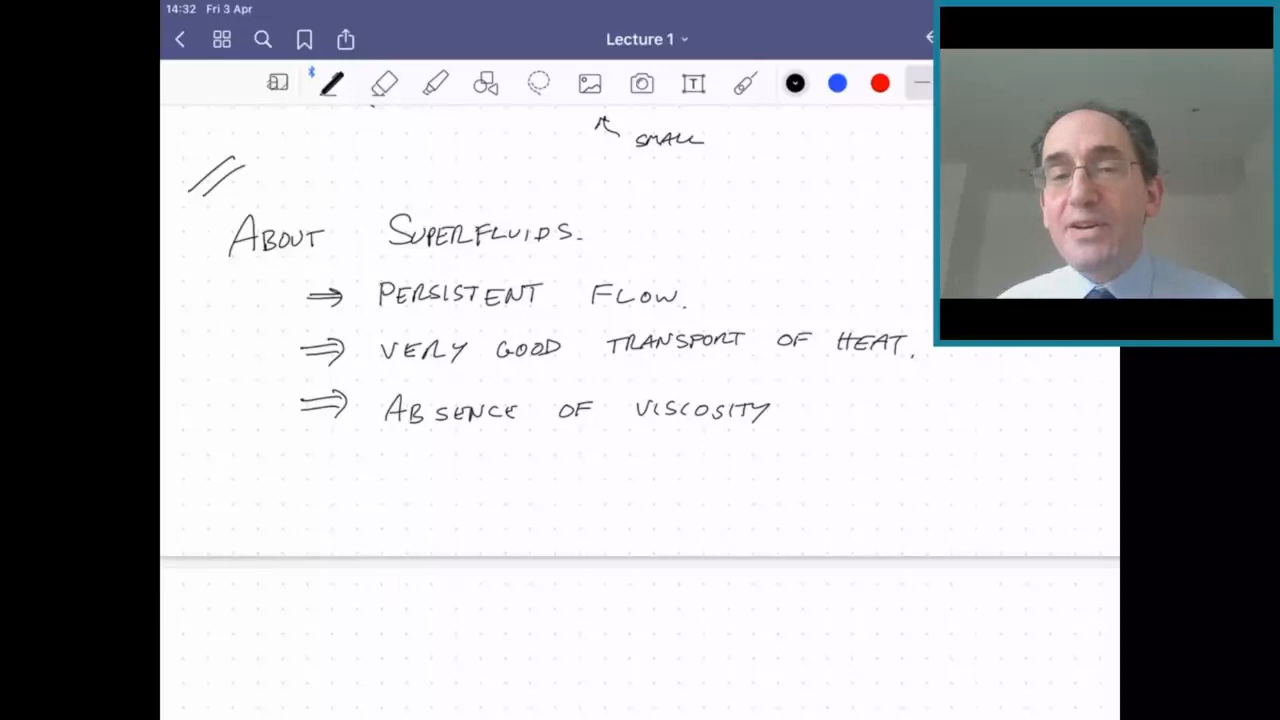 14:32 Fri 3 Apr
Lecture 1
T
SMALL
ABOUT SUPERFLUIDS.
⇒ PERSISTENT FLOW.
⇒ VERY GOOD TRANSPORT OF HEAT.
⇒ ABSENCE OF VISCOSITY